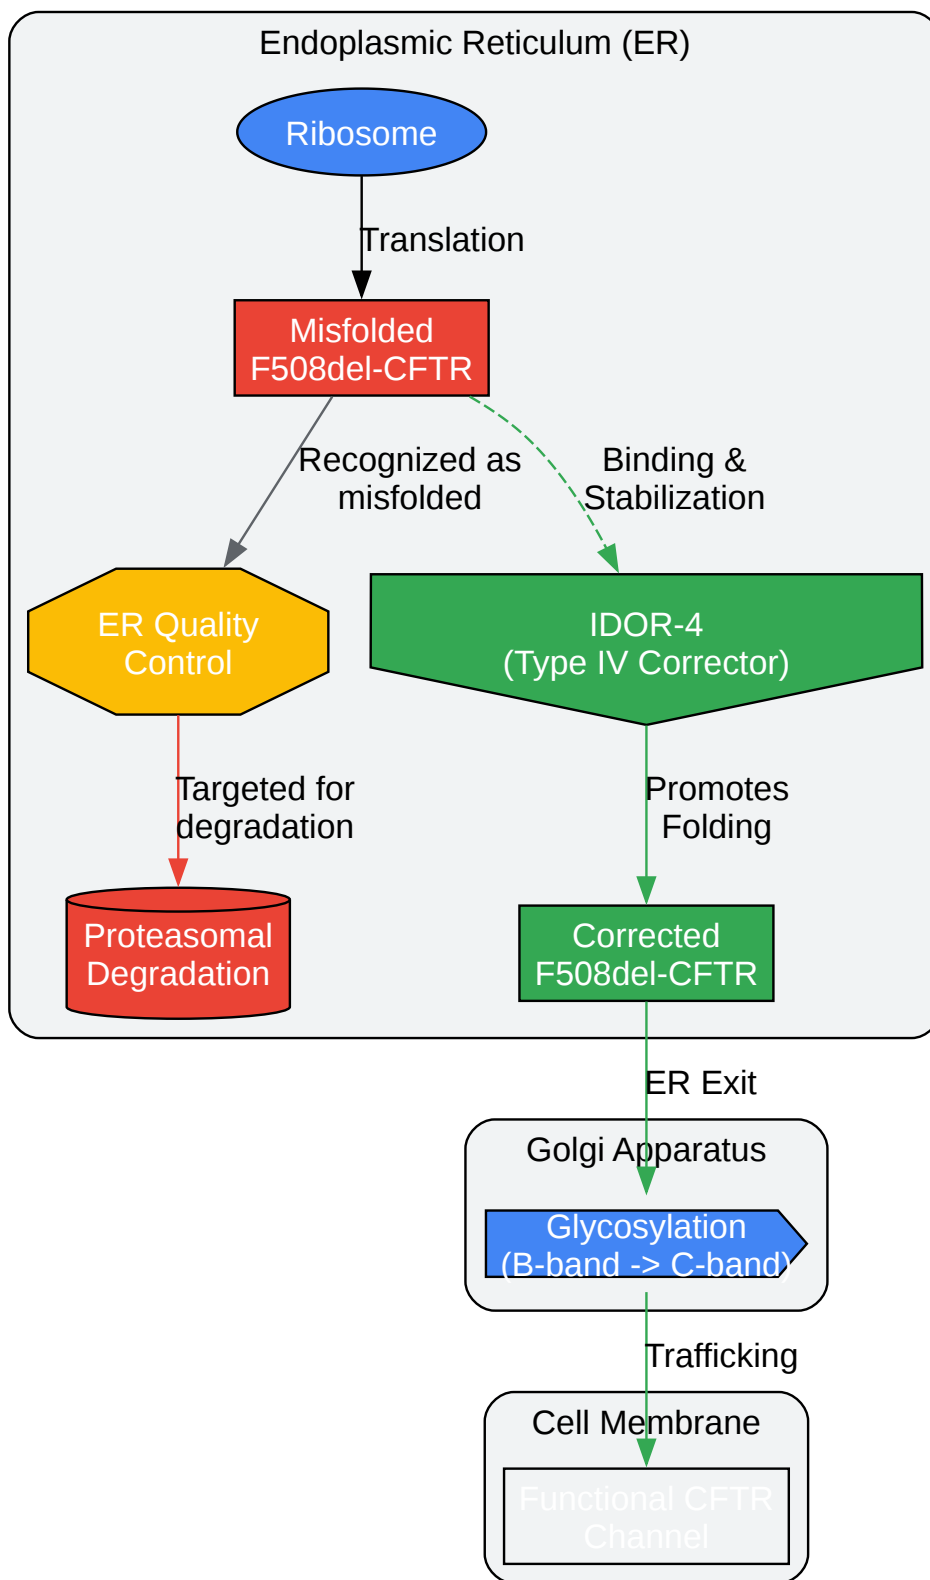 Endoplasmic Reticulum (ER)
Ribosome
Translation
Misfolded
F508del-CFTR
Recognized as
misfolded
Binding &
Stabilization
ER Quality
Control
IDOR-4
(Type IV Corrector)
Targeted for
degradation
Promotes
Folding
Proteasomal
Degradation
Corrected
F508del-CFTR
ER Exit
Golgi Apparatus
Glycosylation
(B-band -> C-band)
Trafficking
Cell Membrane
Functional CFTR
Channel